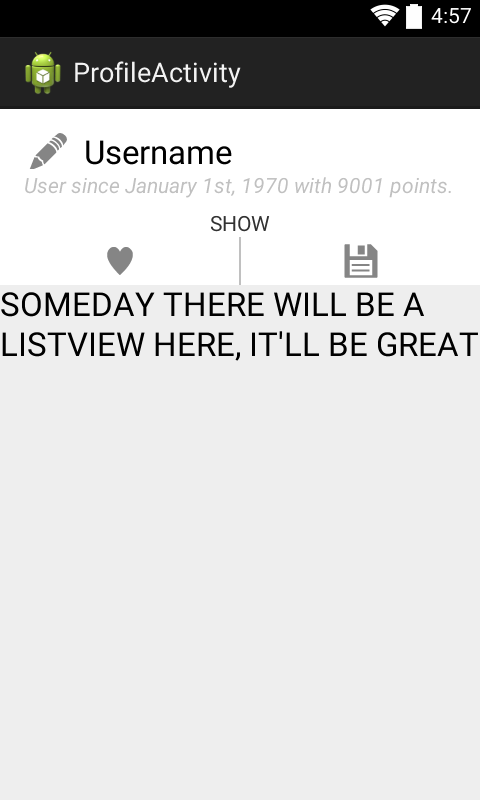 4:57
ProfileActivity
Username
User since January 1st, 1970 with 9001 points.
SHOW
SOMEDAY THERE WILL BE A
LISTVIEW HERE, IT'LL BE GREAT